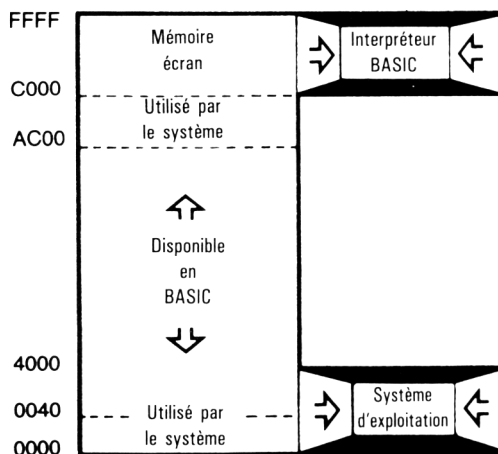 FFFF
Mémoire
écran
Interpréteur
BASIC
C000
Utilisé par
le système
AC00
Disponible
en
BASIC
4000
0040
Utilisé par
le système
Système
d'exploitation
0000